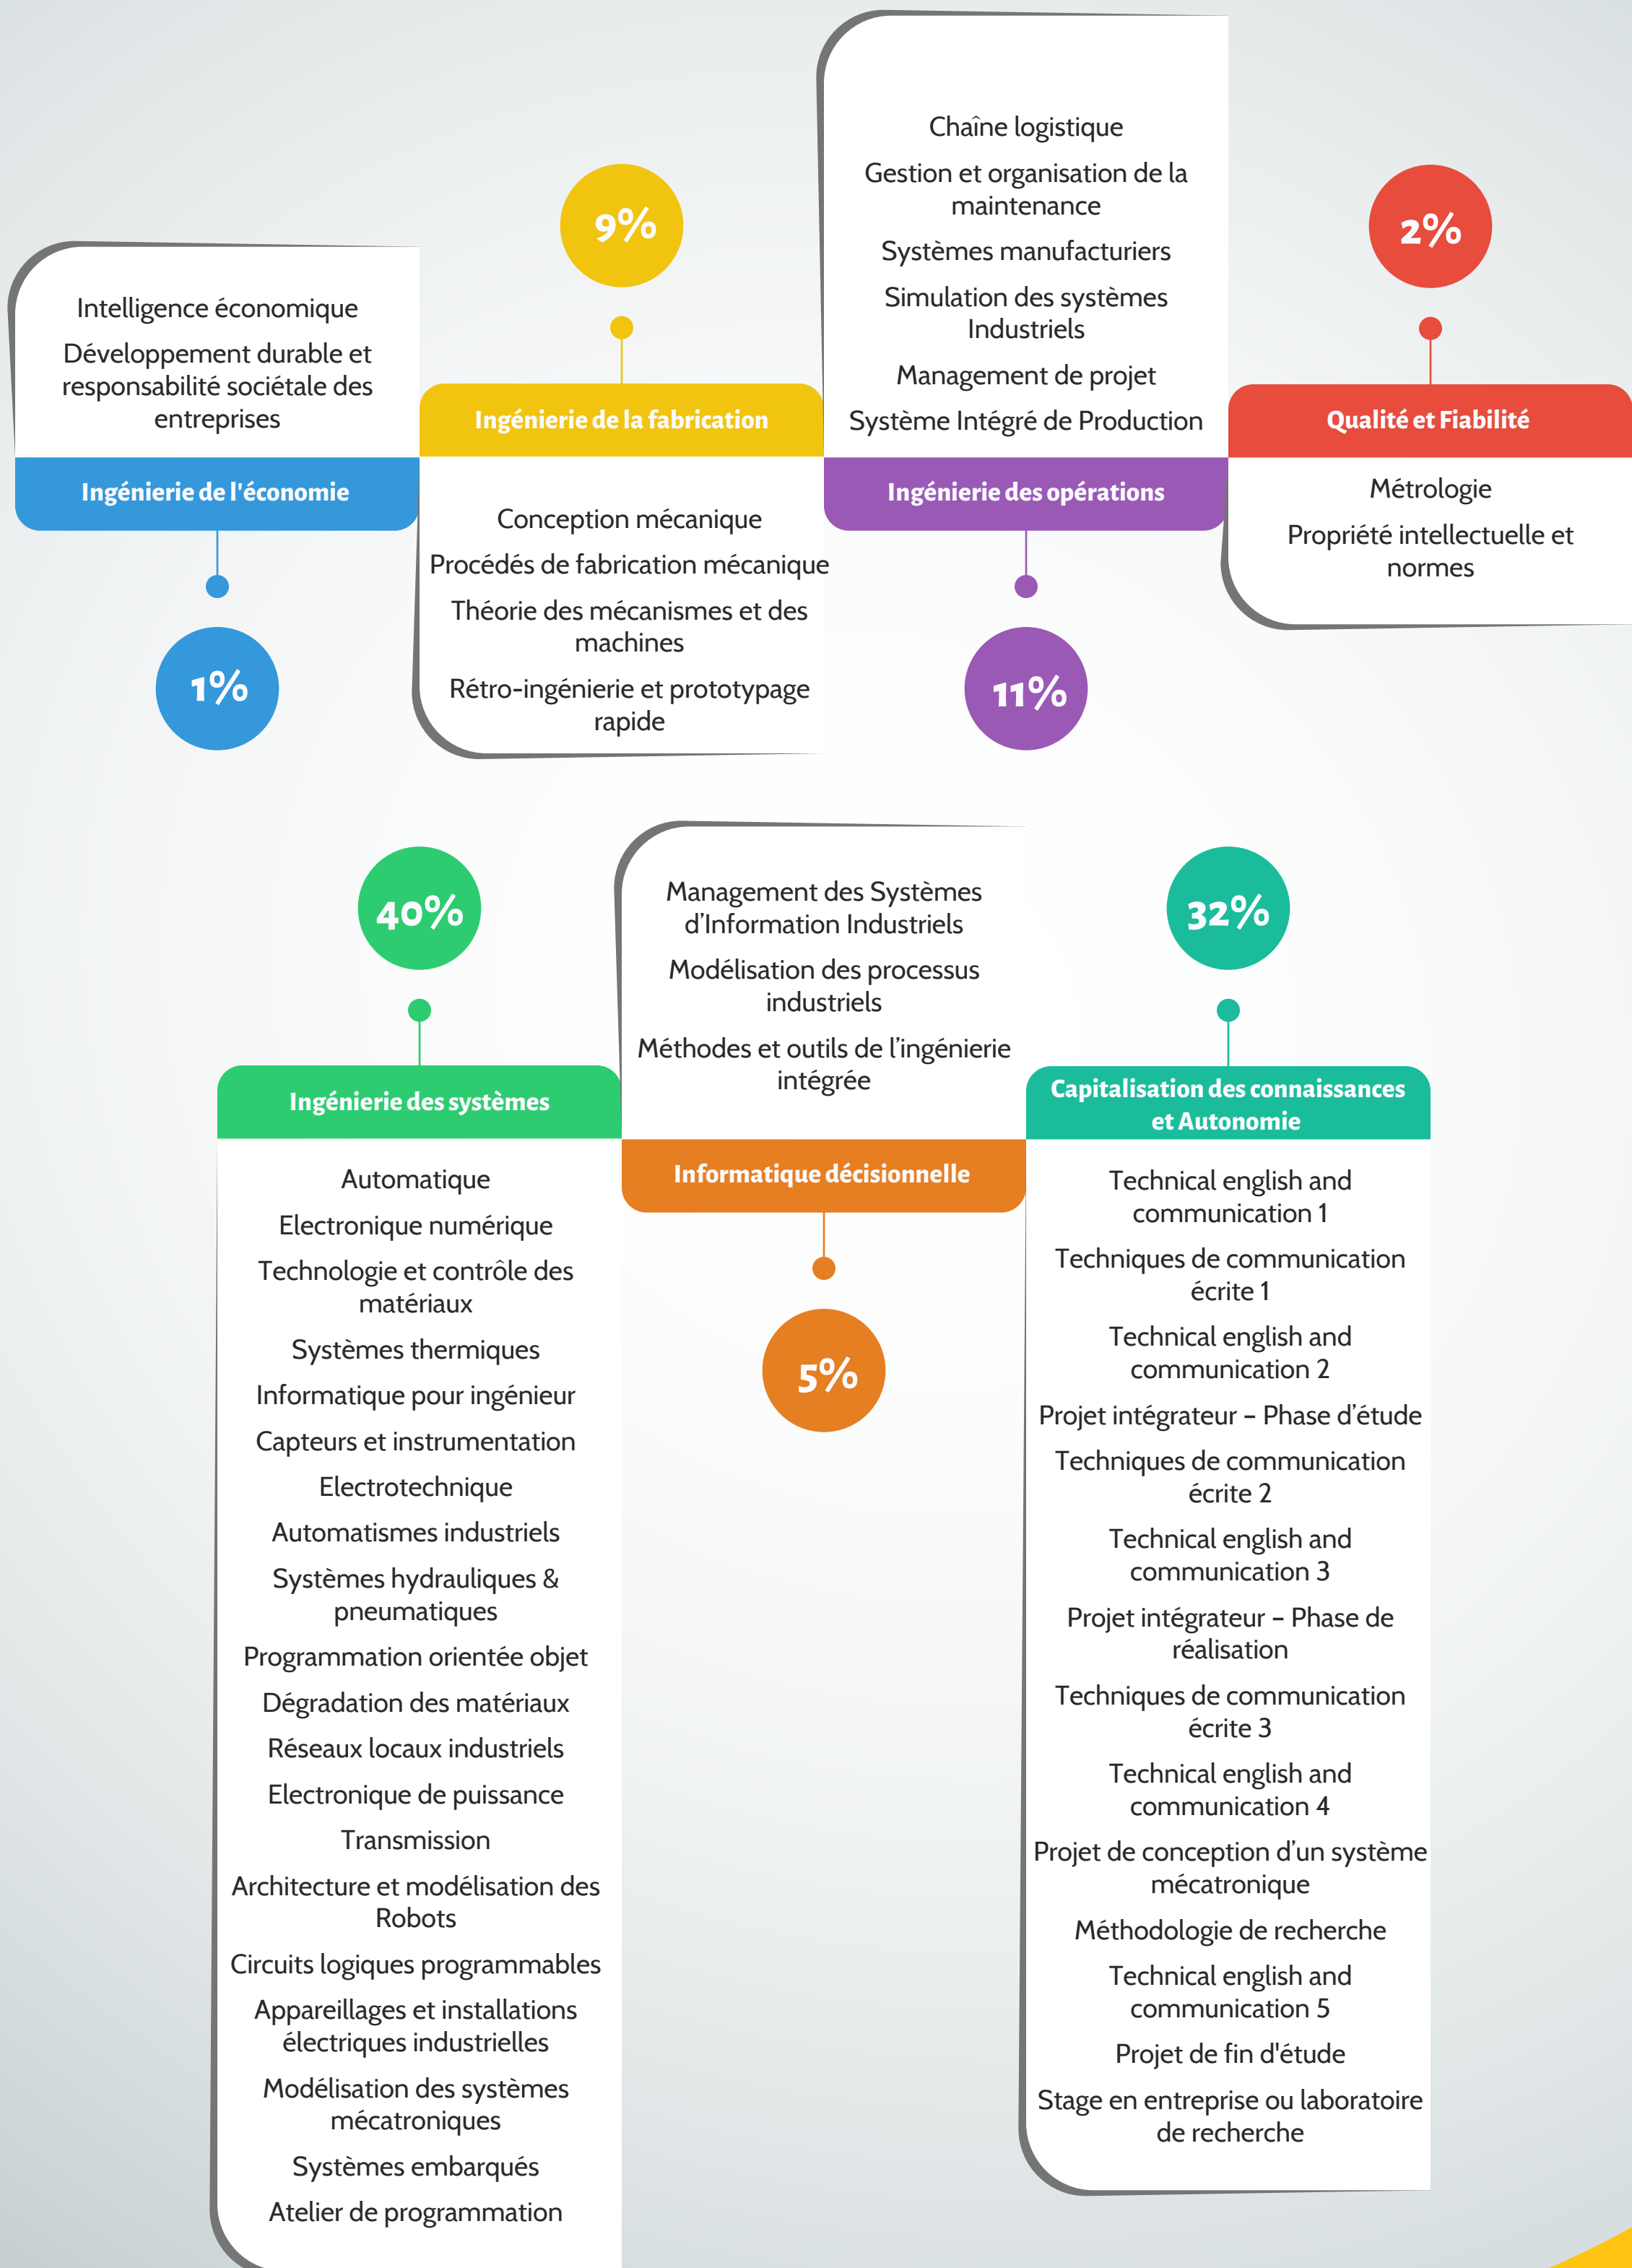 Intelligence économique
Développement durable et
responsabilité sociétale des
entreprises
Ingénierie de l'économie
1%
9%
Ingénierie de la fabrication
Conception mécanique
Procédés de fabrication mécanique
Théorie des mécanismes et des
machines
Rétro-ingénierie et prototypage
rapide
Chaîne logistique
Gestion et organisation de la
maintenance
Systèmes manufacturiers
Simulation des systèmes
Industriels
Management de projet
Système Intégré de Production
Ingénierie des opérations
11%
2%
Qualité et Fiabilité
Métrologie
Propriété intellectuelle et
normes
40%
Ingénierie des systèmes
Automatique
Electronique numérique
Technologie et contrôle des
matériaux
Systèmes thermiques
Informatique pour ingénieur
Capteurs et instrumentation
Electrotechnique
Automatismes industriels
Systèmes hydrauliques &
pneumatiques
Programmation orientée objet
Dégradation des matériaux
Réseaux locaux industriels
Electronique de puissance
Transmission
Architecture et modélisation des
Robots
Circuits logiques programmables
Appareillages et installations
électriques industrielles
Modélisation des systèmes
mécatroniques
Systèmes embarqués
Atelier de programmation
Management des Systèmes
d’Information Industriels
Modélisation des processus
industriels
Méthodes et outils de l’ingénierie
intégrée
Informatique décisionnelle
5%
32%
Capitalisation des connaissances
et Autonomie
Technical english and
communication 1
Techniques de communication
écrite 1
Technical english and
communication 2
Projet intégrateur – Phase d’étude
Techniques de communication
écrite 2
Technical english and
communication 3
Projet intégrateur – Phase de
réalisation
Techniques de communication
écrite 3
Technical english and
communication 4
Projet de conception d’un système
mécatronique
Méthodologie de recherche
Technical english and
communication 5
Projet de fin d'étude
Stage en entreprise ou laboratoire
de recherche